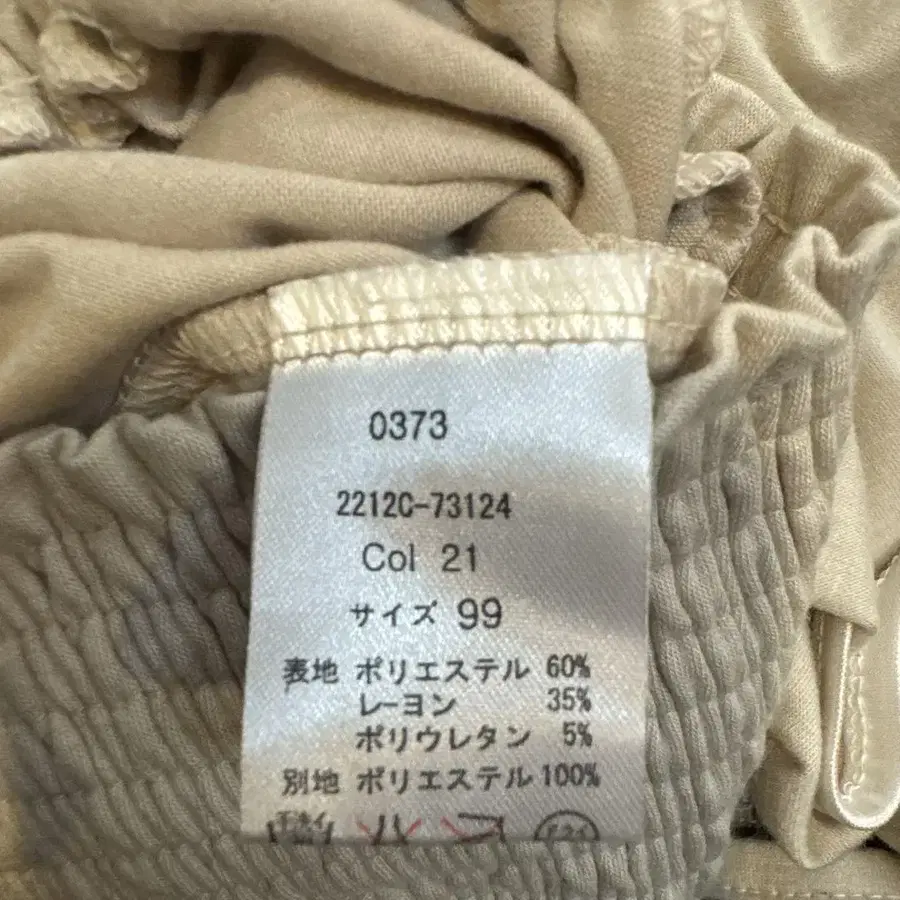 0373
2212C-73124
Col 21
サイズ 99
表地 ポリエステル 60%
レーヨン 35%
ポリウレタン 5%
別地 ポリエステル 100%